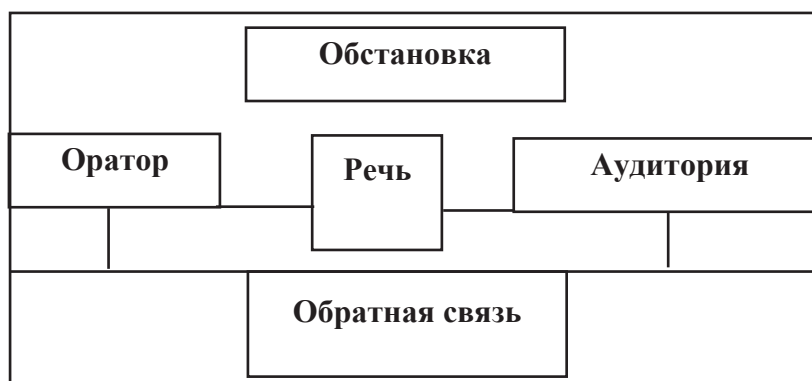 Обстановка
Оратор
Речь
Аудитория
Обратная связь